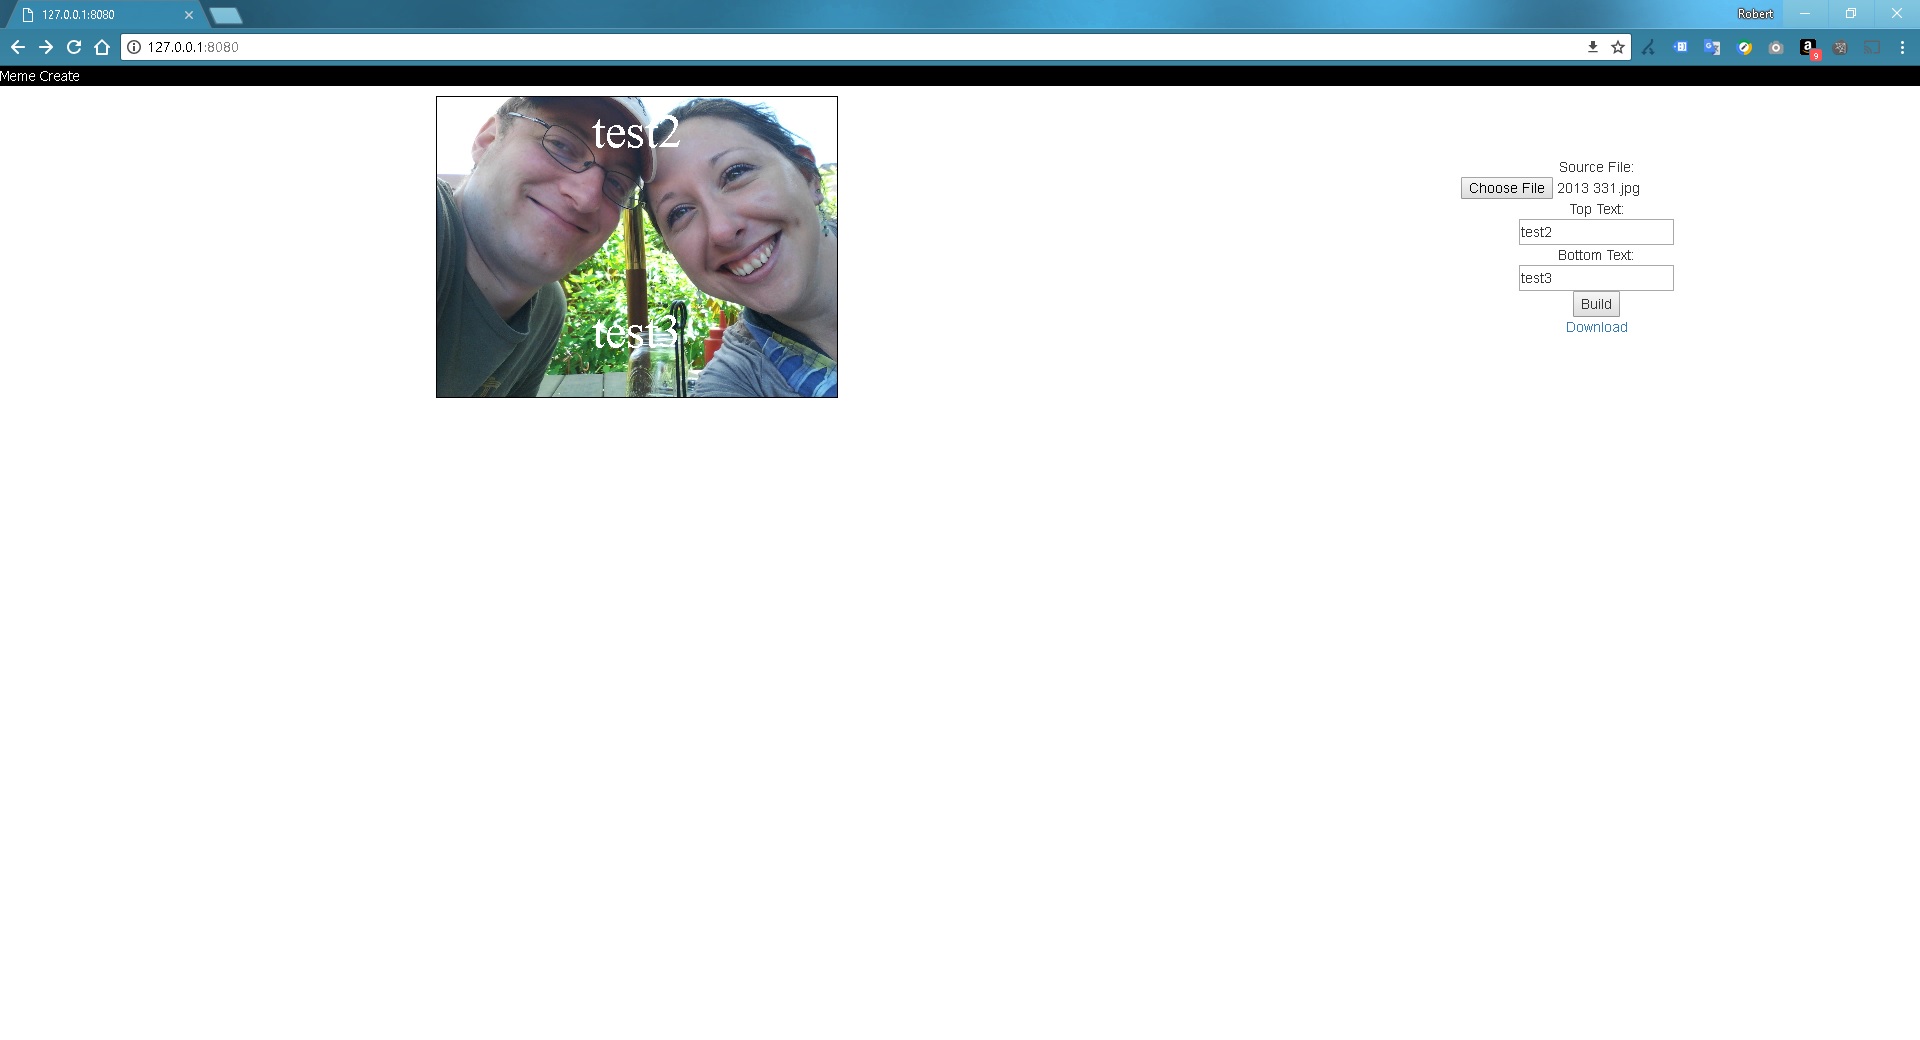 127.0.0.1:8080
Robert
127.0.0.1:8080
a
9
Meme Create
test2
test3
Source File:
Choose File 2013 331.jpg
Top Text:
test2
Bottom Text:
test3
Build
Download